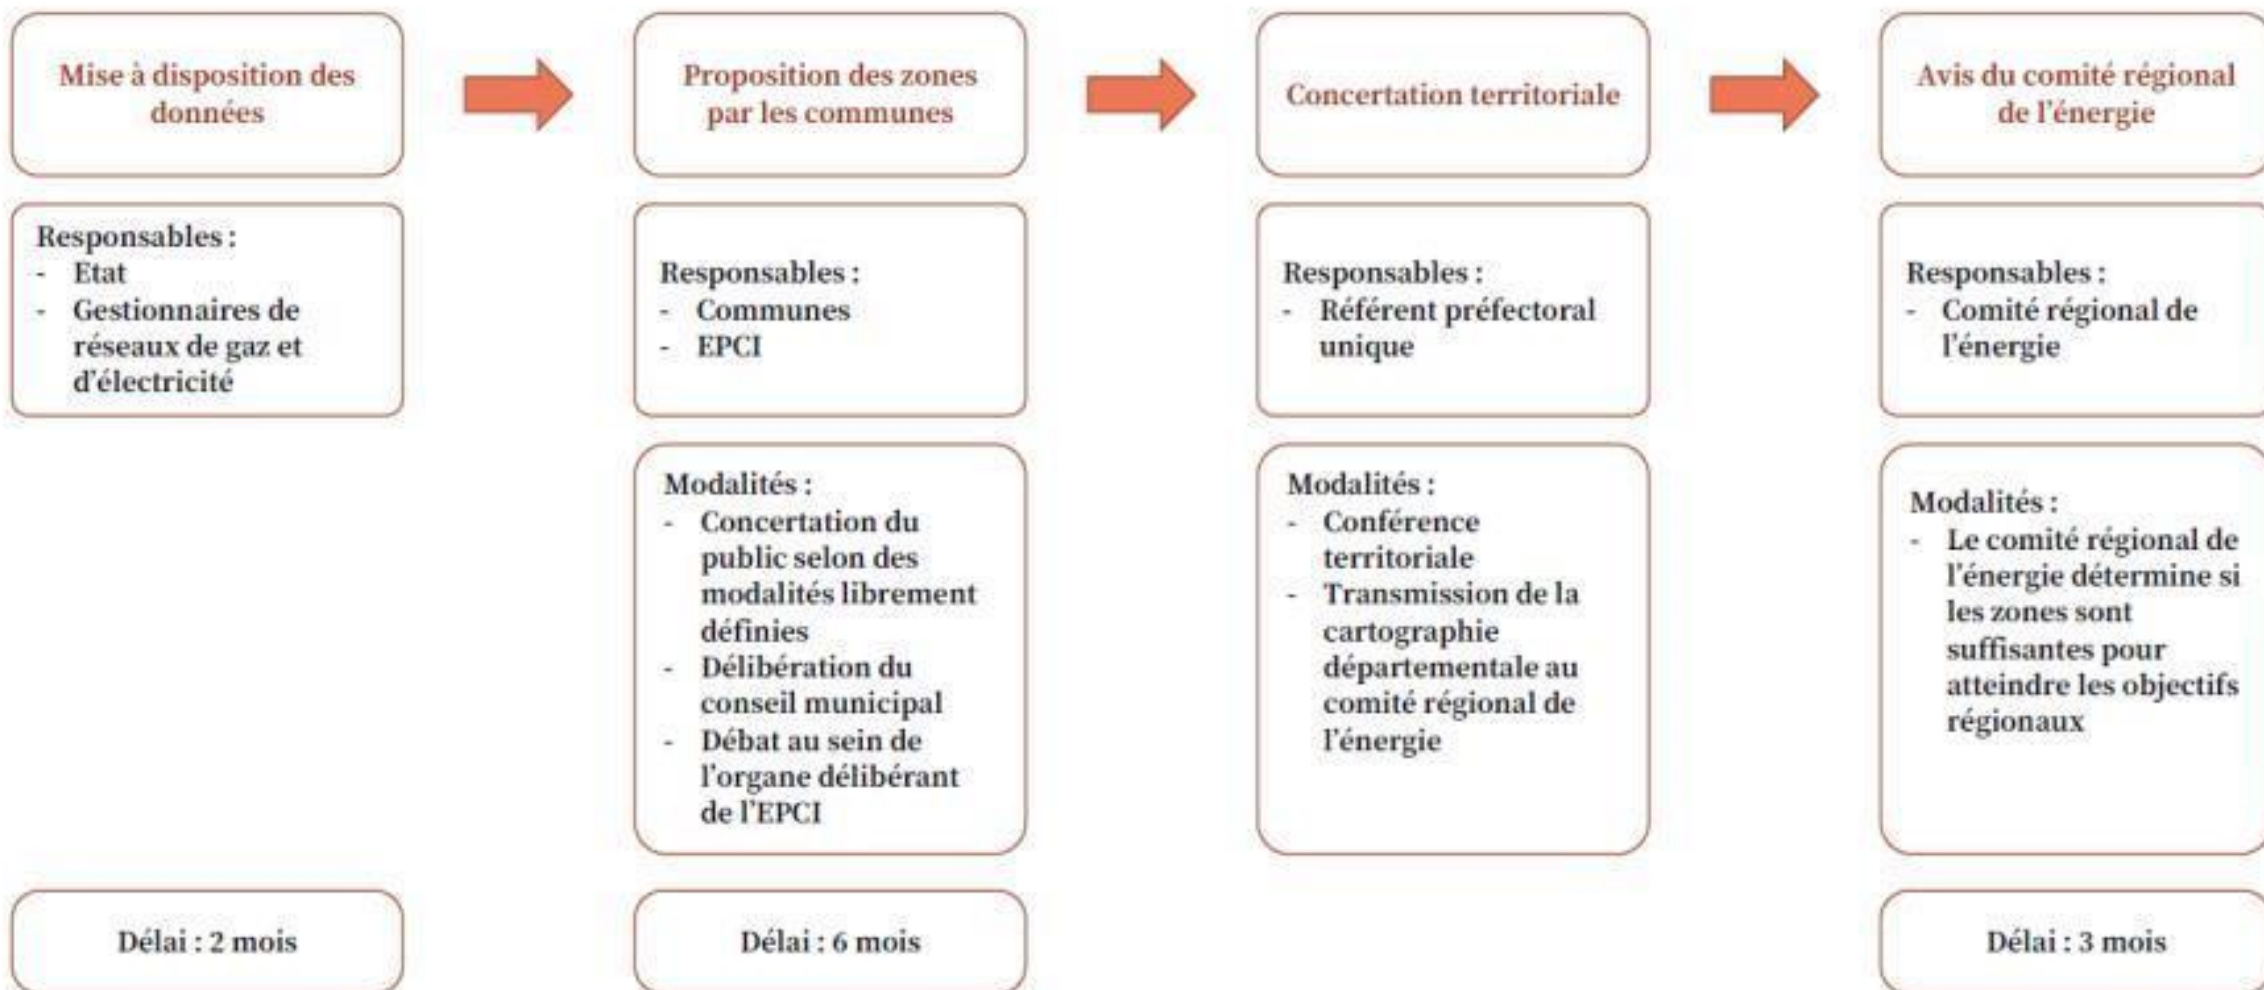 Mise à disposition des
données
Proposition des zones
par les communes
Concertation territoriale
Avis du comité régional
de l'énergie
Responsables :
- Etat
- Gestionnaires de
réseaux de gaz et
d'électricité
Responsables :
- Communes
- EPCI
Responsables :
- Référent préfectoral
unique
Responsables :
- Comité régional de
l'énergie
Modalités :
- Concertation du
public selon des
modalités librement
définies
- Délibération du
conseil municipal
- Débat au sein de
l'organe délibérant
de l'EPCI
Modalités :
- Conférence
territoriale
- Transmission de la
cartographie
départementale au
comité régional de
l'énergie
Modalités :
- Le comité régional de
l'énergie détermine si
les zones sont
suffisantes pour
atteindre les objectifs
régionaux
Délai : 2 mois
Délai : 6 mois
Délai : 3 mois